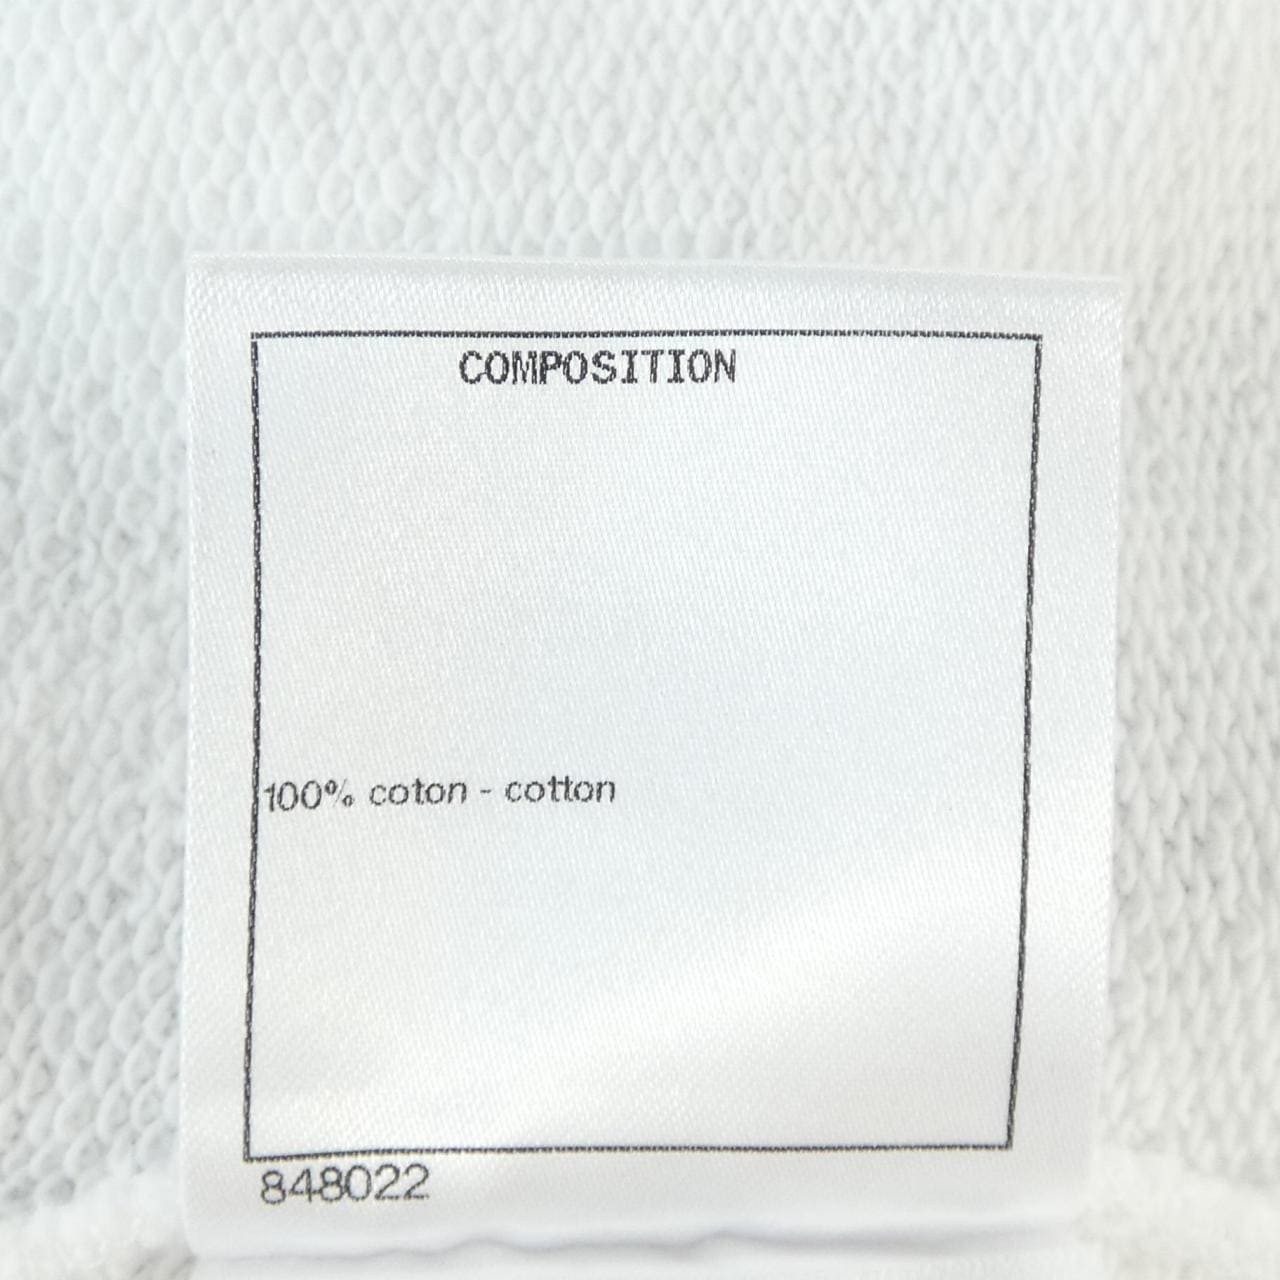 COMPOSITION
100% coton - cotton
848022